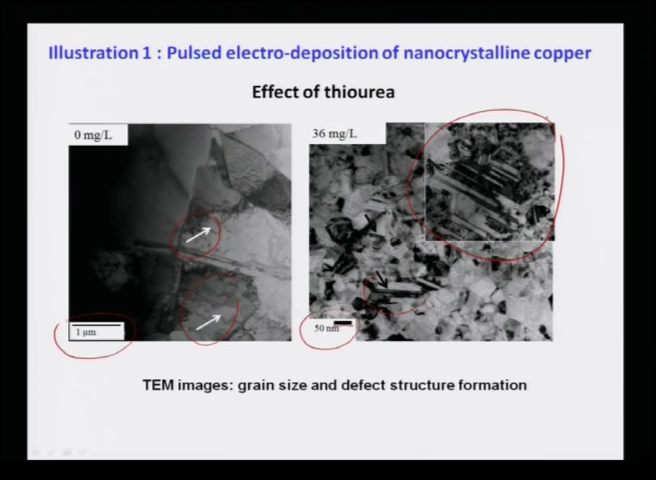 Illustration 1 : Pulsed electro-deposition of nanocrystalline copper
Effect of thiourea
0 mg/L
36 mg/L
1 μm
50 nm
TEM images: grain size and defect structure formation